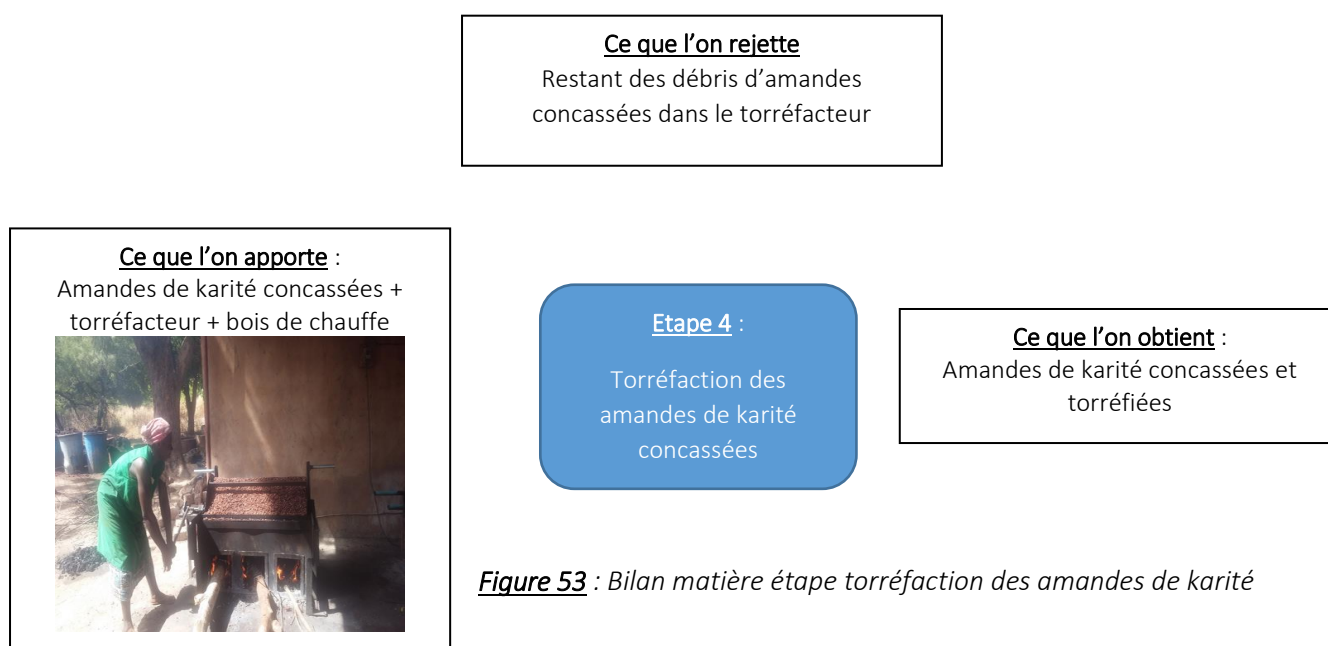 Ce que l’on rejette
Restant des débris d’amandes
concassées dans le torréfacteur
Ce que l’on apporte :
Amandes de karité concassées +
torréfacteur + bois de chauffe
Etape 4 :
Torréfaction des
amandes de karité
concassées
Ce que l’on obtient :
Amandes de karité concassées et
torréfiées
Figure 53 : Bilan matière étape torréfaction des amandes de karité